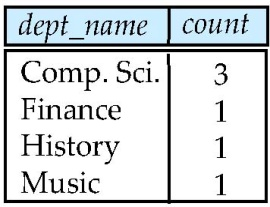 dept_name count
Comp. Sci. 3
Finance 1
History 1
Music 1